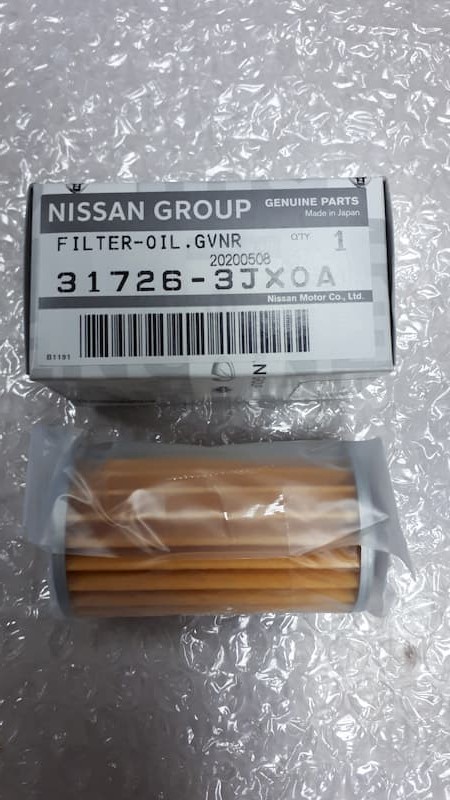 NISSAN GROUP
GENUINE PARTS
Made in Japan
FILTER-OIL.GVNR
Q'TY 1
20200508
31726-3JX0A
Nissan Motor Co., Ltd.
B1191